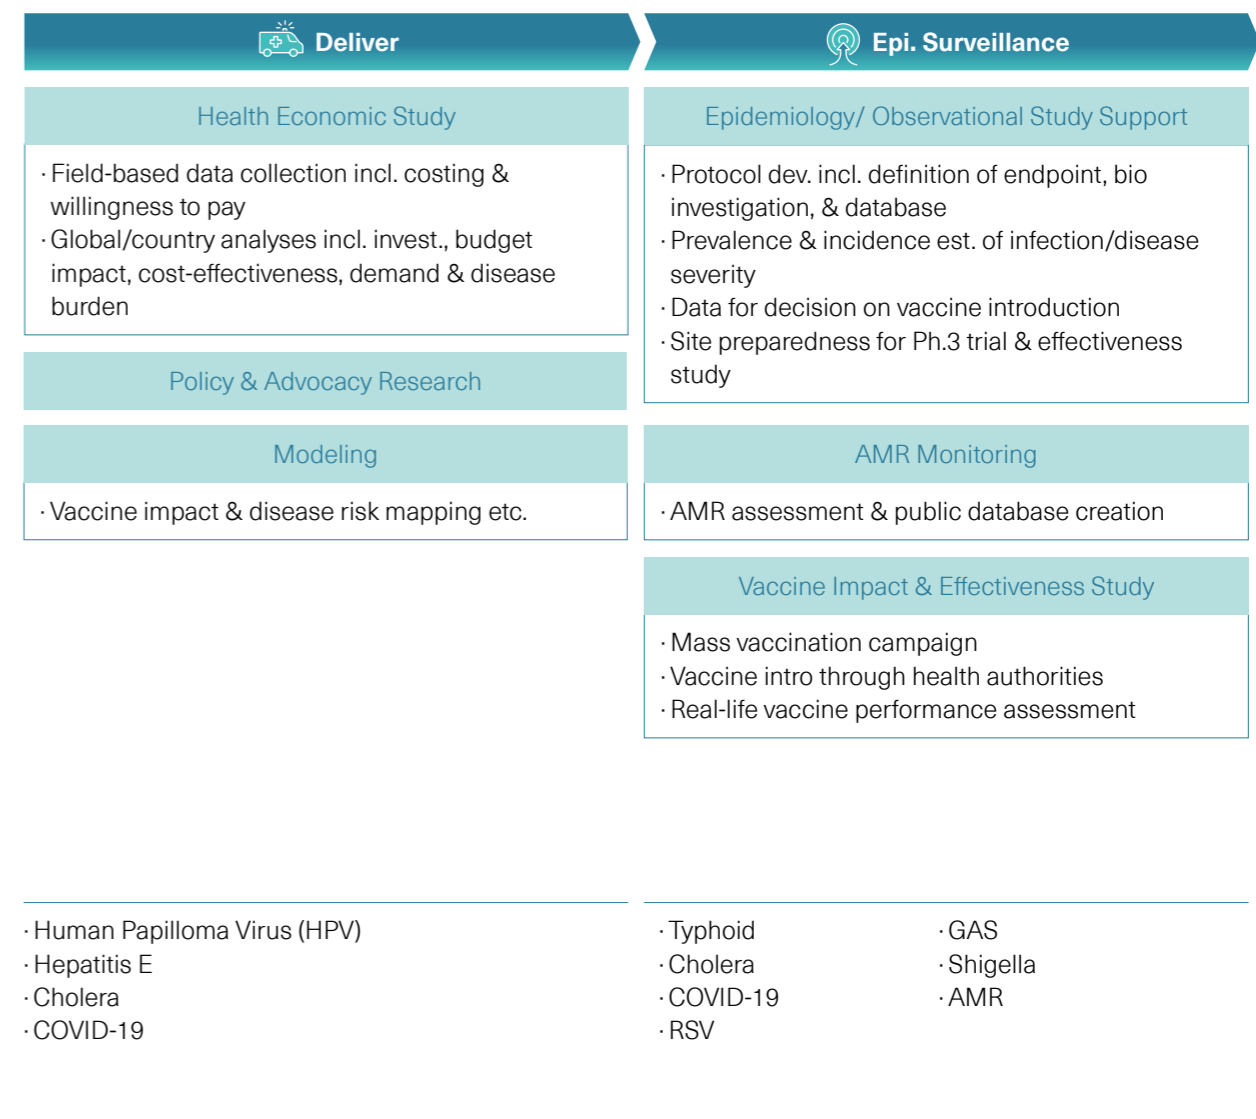 Deliver
Health Economic Study
· Field-based data collection incl. costing &
willingness to pay
· Global/country analyses incl. invest., budget
impact, cost-effectiveness, demand & disease
burden
Policy & Advocacy Research
Modeling
· Vaccine impact & disease risk mapping etc.
· Human Papilloma Virus (HPV)
· Hepatitis E
· Cholera
· COVID-19
Epi. Surveillance
Epidemiology/ Observational Study Support
· Protocol dev. incl. definition of endpoint, bio
investigation, & database
· Prevalence & incidence est. of infection/disease
severity
· Data for decision on vaccine introduction
· Site preparedness for Ph.3 trial & effectiveness
study
AMR Monitoring
· AMR assessment & public database creation
Vaccine Impact & Effectiveness Study
· Mass vaccination campaign
· Vaccine intro through health authorities
· Real-life vaccine performance assessment
· Typhoid
· Cholera
· COVID-19
· RSV
· GAS
· Shigella
· AMR